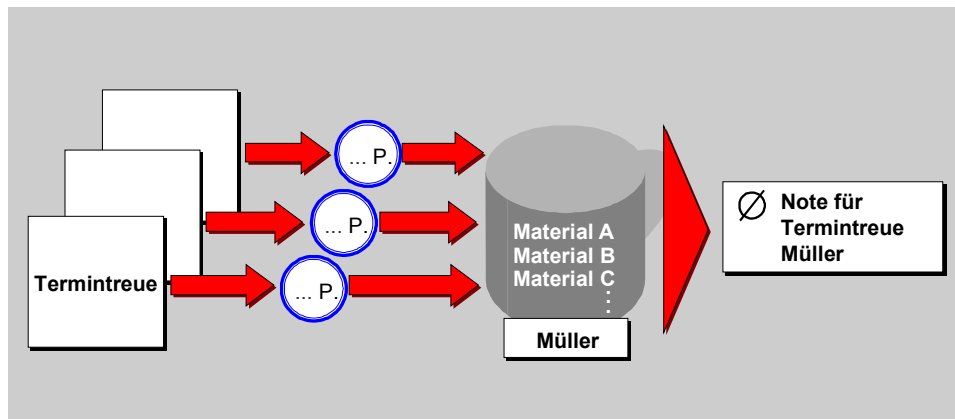 ... P.
... P.
Termintreue
... P.
Material A
Material B
Material C
Müller
Ø Note für
Termintreue
Müller